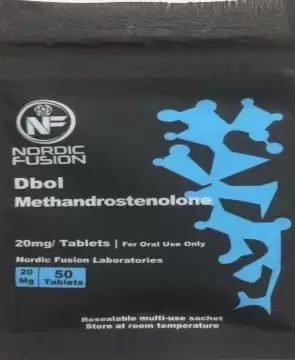 NF
NORDIC
FUSION
Dbol
Methandrostenolone
20mg/ Tablets | For Oral Use Only
Nordic Fusion Laboratories
20 Mg 50 Tablets
Resealable multi-use sachet
Store at room temperature